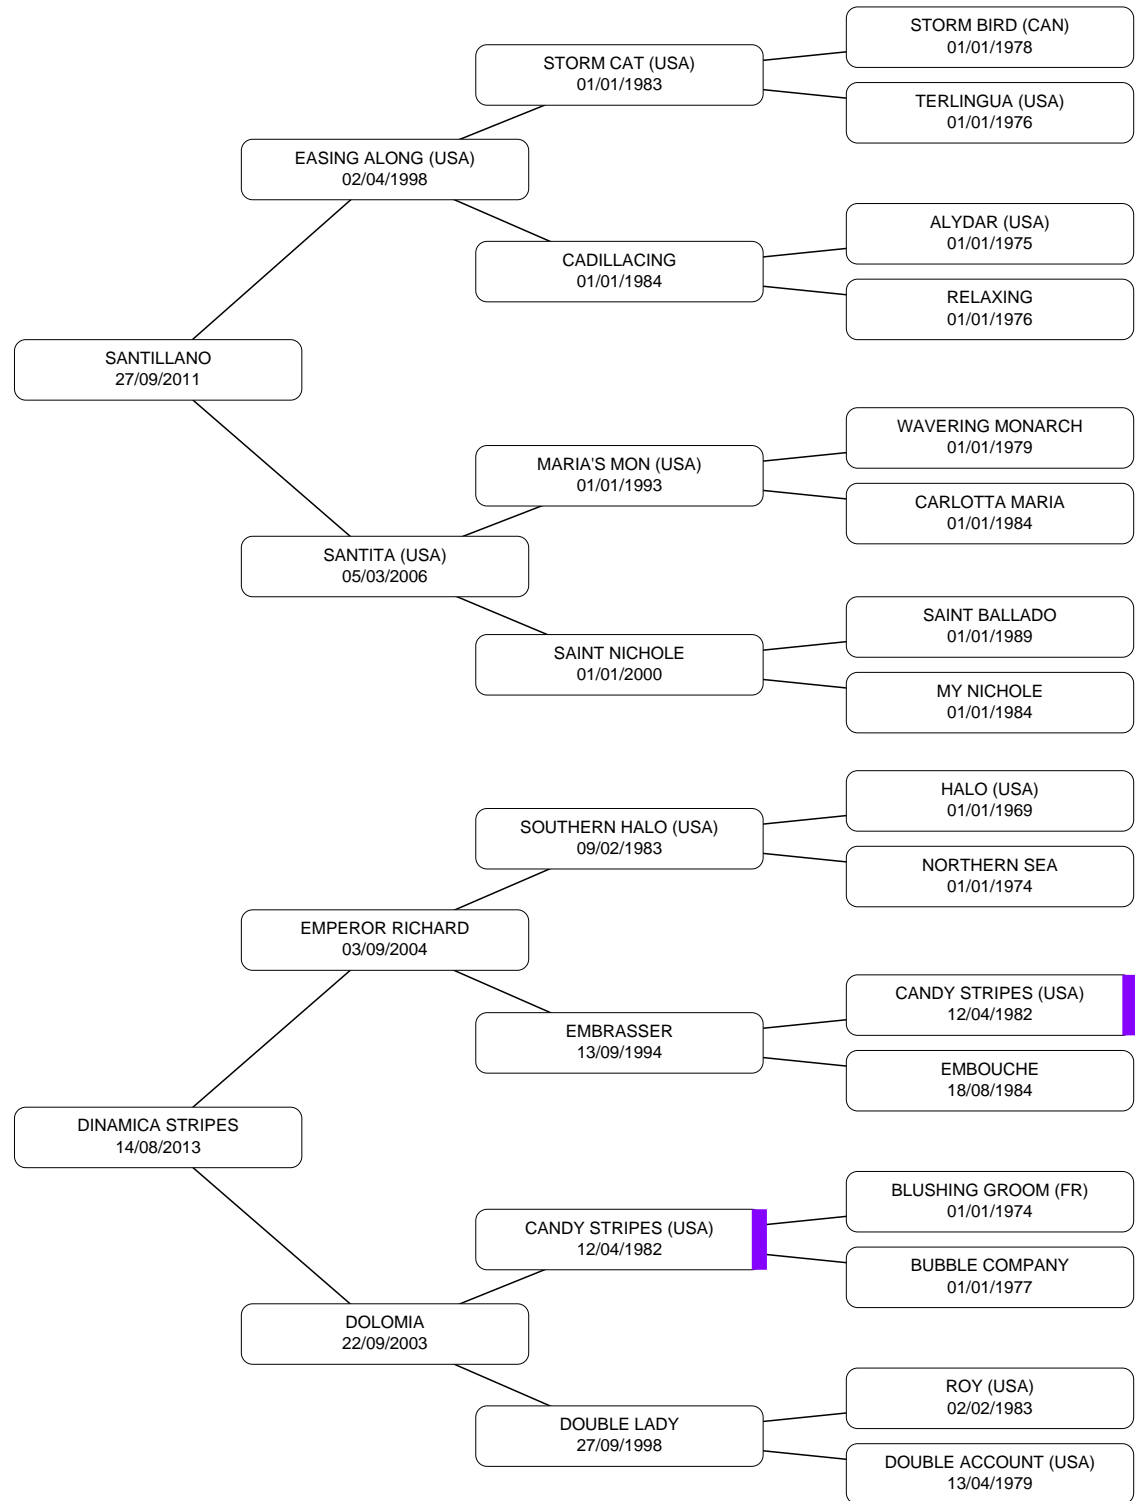 STORM BIRD (CAN)
01/01/1978
STORM CAT (USA)
01/01/1983
TERLINGUA (USA)
01/01/1976
EASING ALONG (USA)
02/04/1998
ALYDAR (USA)
01/01/1975
CADILLACING
01/01/1984
RELAXING
01/01/1976
SANTILLANO
27/09/2011
WAVERING MONARCH
01/01/1979
MARIA'S MON (USA)
01/01/1993
CARLOTTA MARIA
01/01/1984
SANTITA (USA)
05/03/2006
SAINT BALLADO
01/01/1989
SAINT NICHOLE
01/01/2000
MY NICHOLE
01/01/1984
HALO (USA)
01/01/1969
SOUTHERN HALO (USA)
09/02/1983
NORTHERN SEA
01/01/1974
EMPEROR RICHARD
03/09/2004
CANDY STRIPES (USA)
12/04/1982
EMBRASSER
13/09/1994
EMBOUCHE
18/08/1984
DINAMICA STRIPES
14/08/2013
BLUSHING GROOM (FR)
01/01/1974
CANDY STRIPES (USA)
12/04/1982
BUBBLE COMPANY
01/01/1977
DOLOMIA
22/09/2003
ROY (USA)
02/02/1983
DOUBLE LADY
27/09/1998
DOUBLE ACCOUNT (USA)
13/04/1979